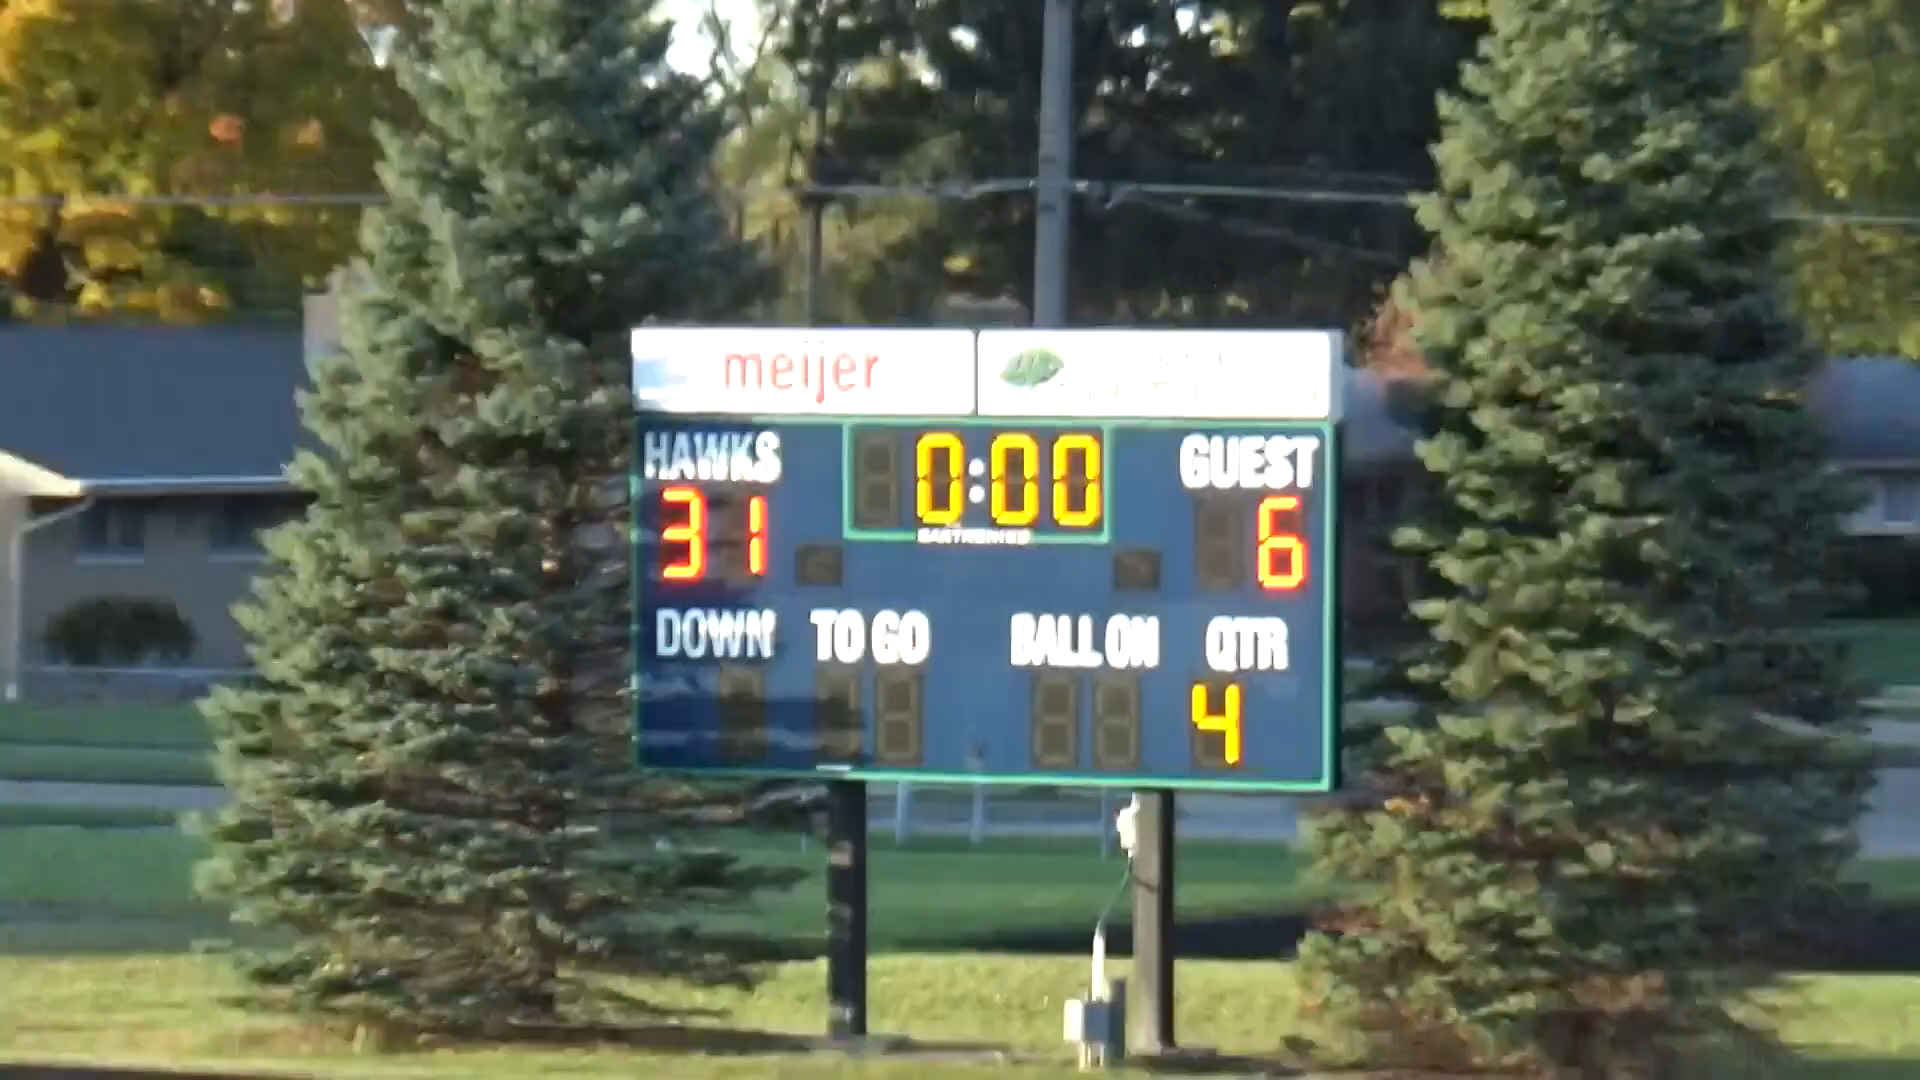 meijer
HAWKS 0:00 GUEST
31 6
DOWN TO GO BALL ON QTR
4